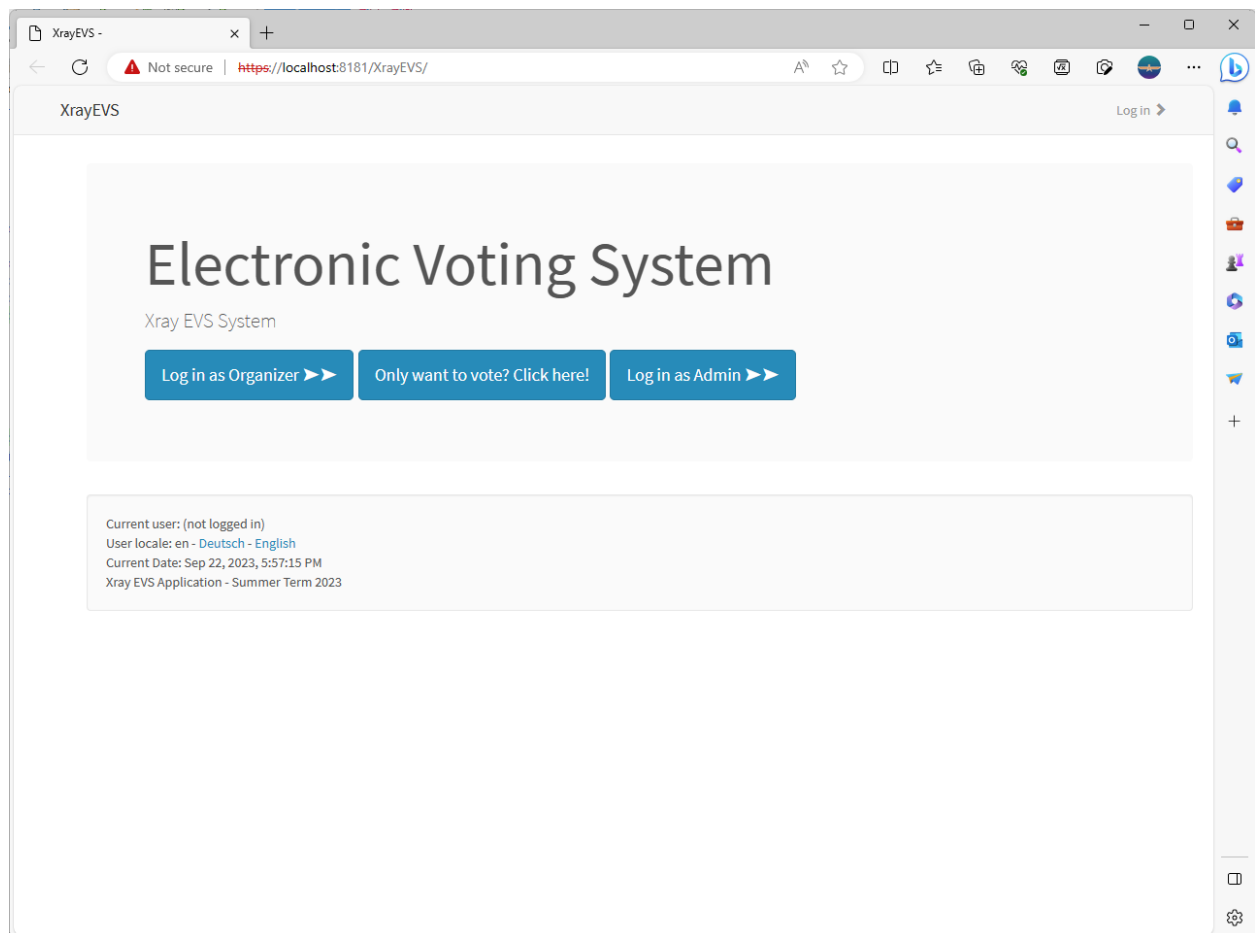 XrayEVS -
Not secure
https://localhost:8181/XrayEVS/
XrayEVS
Log in
Electronic Voting System
Xray EVS System
Log in as Organizer ➤➤
Only want to vote? Click here!
Log in as Admin ➤➤
Current user: (not logged in)
User locale: en - Deutsch - English
Current Date: Sep 22, 2023, 5:57:15 PM
Xray EVS Application - Summer Term 2023